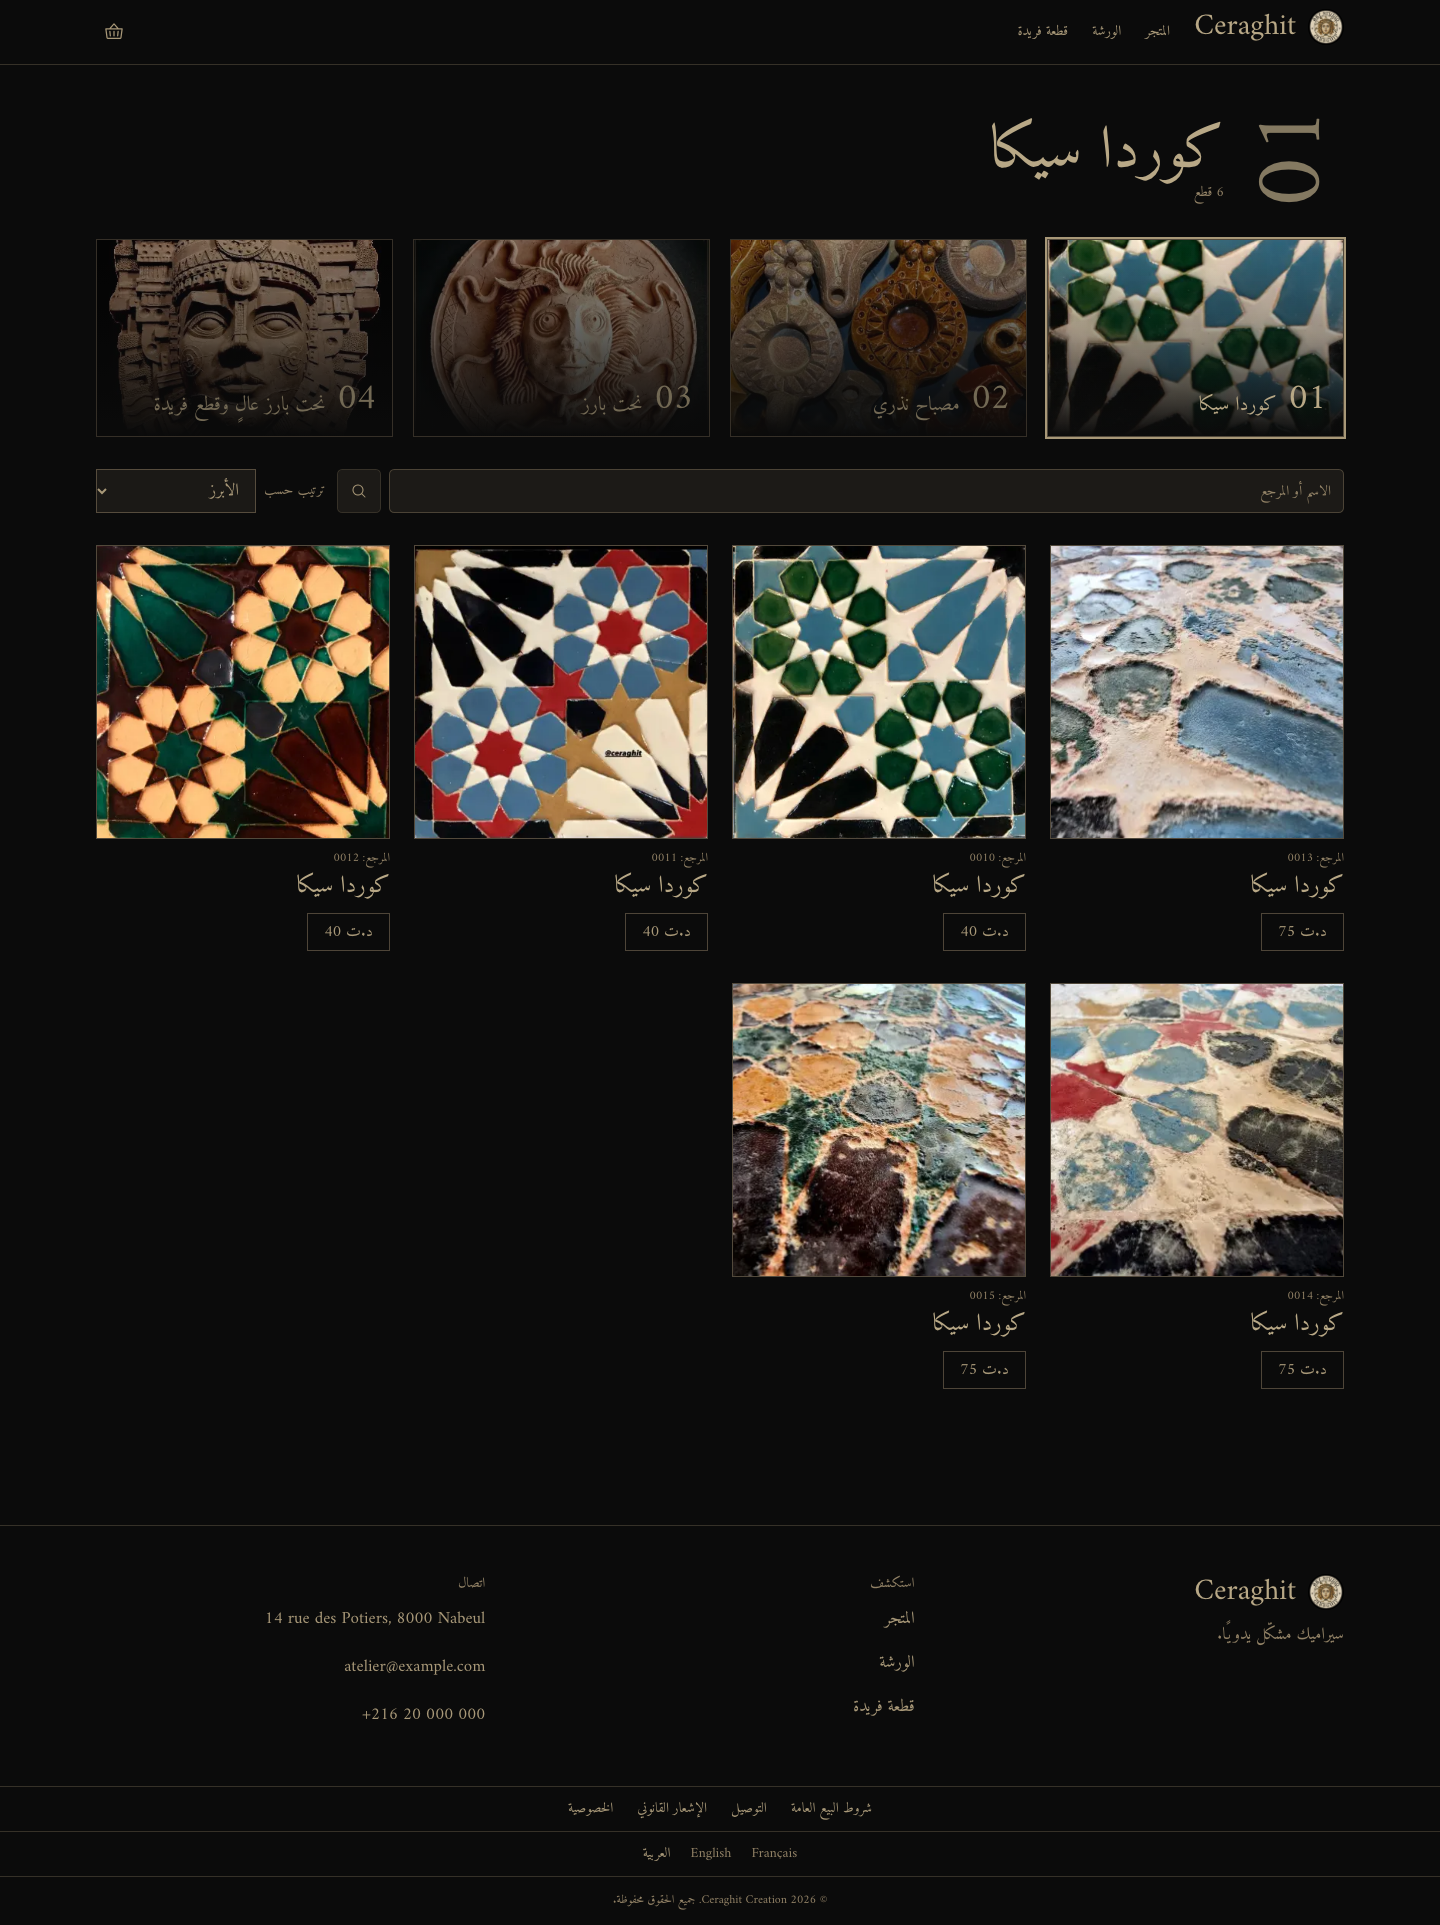 Ceraghit
المتجر
الورشة
قطعة فريدة
01
كوردا سيكا
6 قطع
01 كوردا سيكا
02 مصباح نذري
03 نحت بارز
04 نحت بارز عالٍ وقطع فريدة
الاسم أو المرجع
ترتيب حسب
الأبرز
المرجع: 0013
كوردا سيكا
75 د.ت
المرجع: 0010
كوردا سيكا
40 د.ت
@ceraghit
المرجع: 0011
كوردا سيكا
40 د.ت
المرجع: 0012
كوردا سيكا
40 د.ت
المرجع: 0014
كوردا سيكا
75 د.ت
المرجع: 0015
كوردا سيكا
75 د.ت
Ceraghit
سيراميك مشكّل يدويًا.
استكشف
المتجر
الورشة
قطعة فريدة
اتصال
14 rue des Potiers, 8000 Nabeul
atelier@example.com
+216 20 000 000
شروط البيع العامة
التوصيل
الإشعار القانوني
الخصوصية
Français
English
العربية
© 2026 Ceraghit Creation. جميع الحقوق محفوظة.